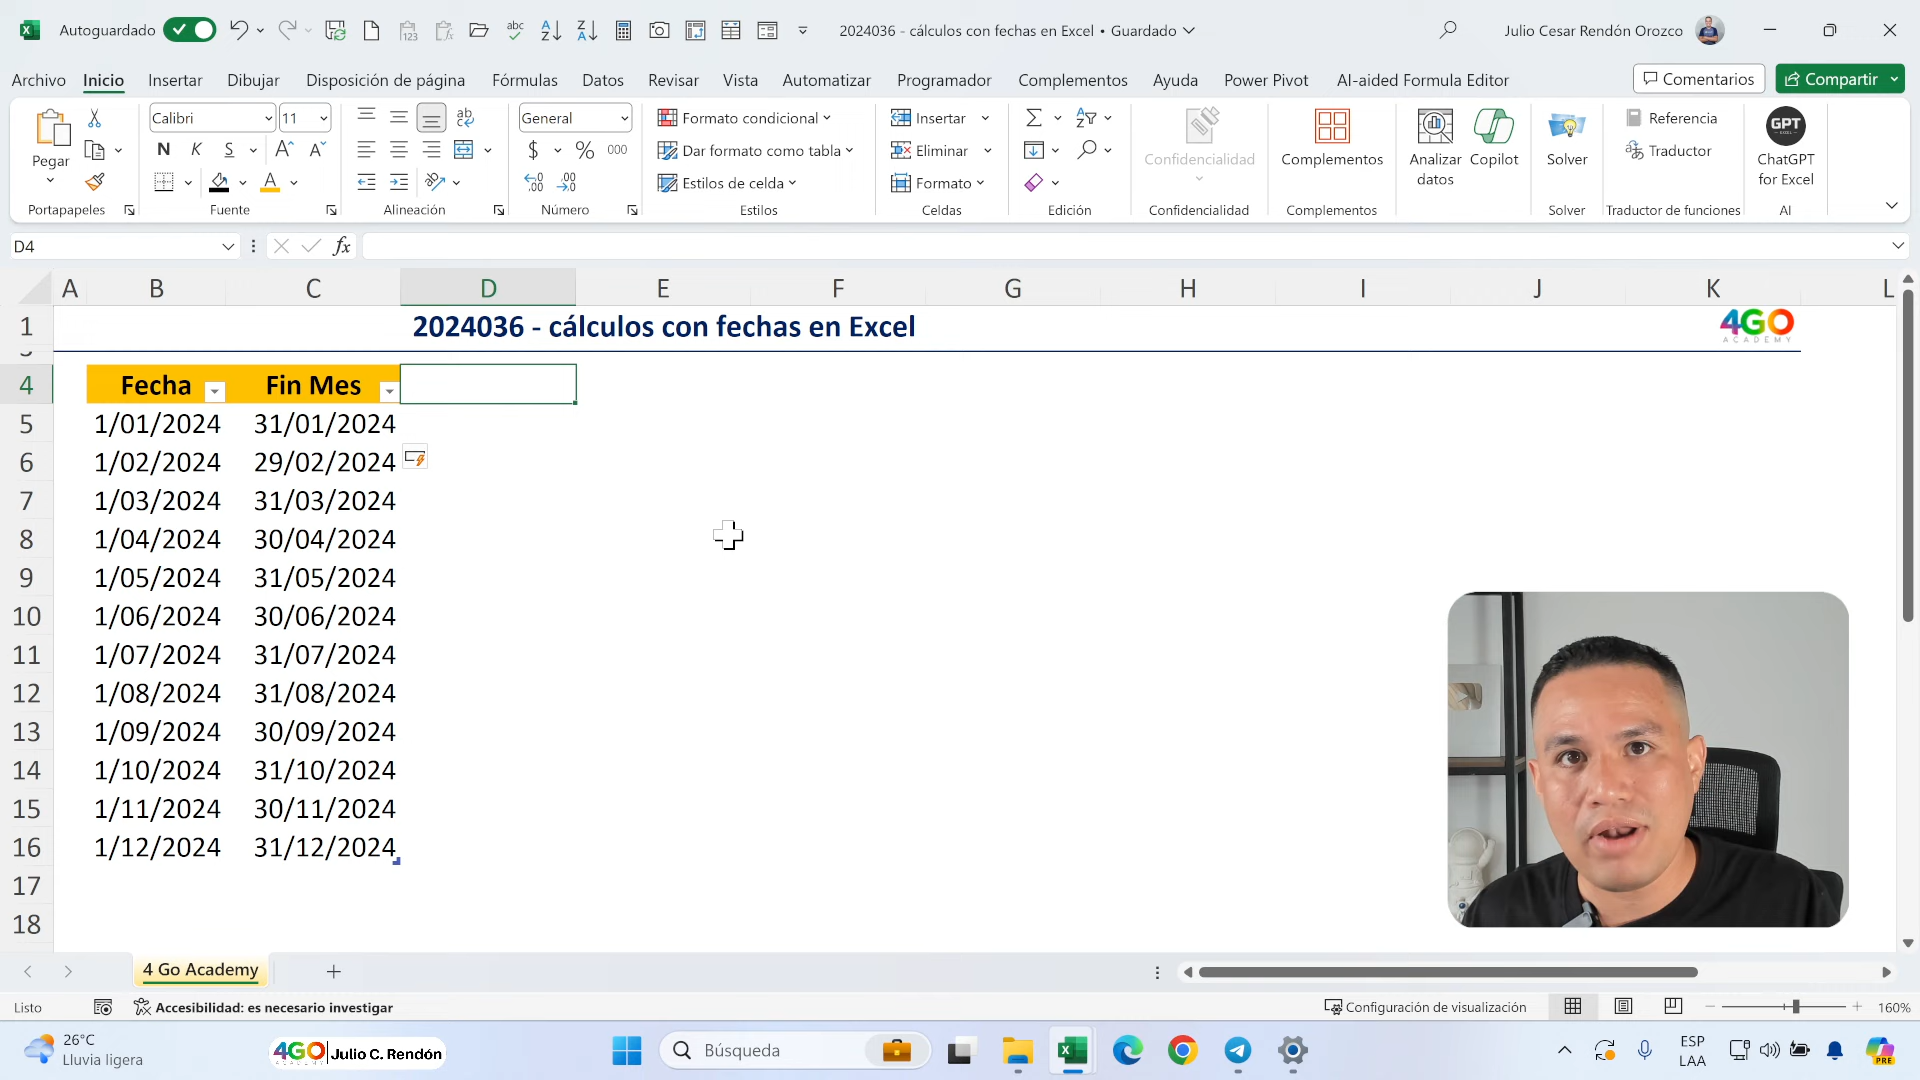 Autoguardado
2024036 - cálculos con fechas en Excel • Guardado
Julio Cesar Rendón Orozco
Archivo Inicio Insertar Dibujar Disposición de página Fórmulas Datos Revisar Vista Automatizar Programador Complementos Ayuda Power Pivot AI-aided Formula Editor Comentarios Compartir
Pegar
Portapapeles
Calibri 11
N K S
Fuente
Alineación
General
$ % 000
Número
Formato condicional
Dar formato como tabla
Estilos de celda
Estilos
Insertar
Eliminar
Formato
Celdas
Edición
Confidencialidad
Confidencialidad
Complementos
Complementos
Analizar datos
Copilot
Solver
Solver
Referencia
Traductor
Traductor de funciones
GPT
ChatGPT for Excel
AI
D4 fx
A B C D E F G H I J K L
1 2024036 - cálculos con fechas en Excel 4GO ACADEMY
4 Fecha Fin Mes
5 1/01/2024 31/01/2024
6 1/02/2024 29/02/2024
7 1/03/2024 31/03/2024
8 1/04/2024 30/04/2024
9 1/05/2024 31/05/2024
10 1/06/2024 30/06/2024
11 1/07/2024 31/07/2024
12 1/08/2024 31/08/2024
13 1/09/2024 30/09/2024
14 1/10/2024 31/10/2024
15 1/11/2024 30/11/2024
16 1/12/2024 31/12/2024
17
18
4 Go Academy
Listo Accesibilidad: es necesario investigar Configuración de visualización 160%
26°C
Lluvia ligera
4GO ACADEMY Julio C. Rendón
Búsqueda
ESP
LAA
PRE